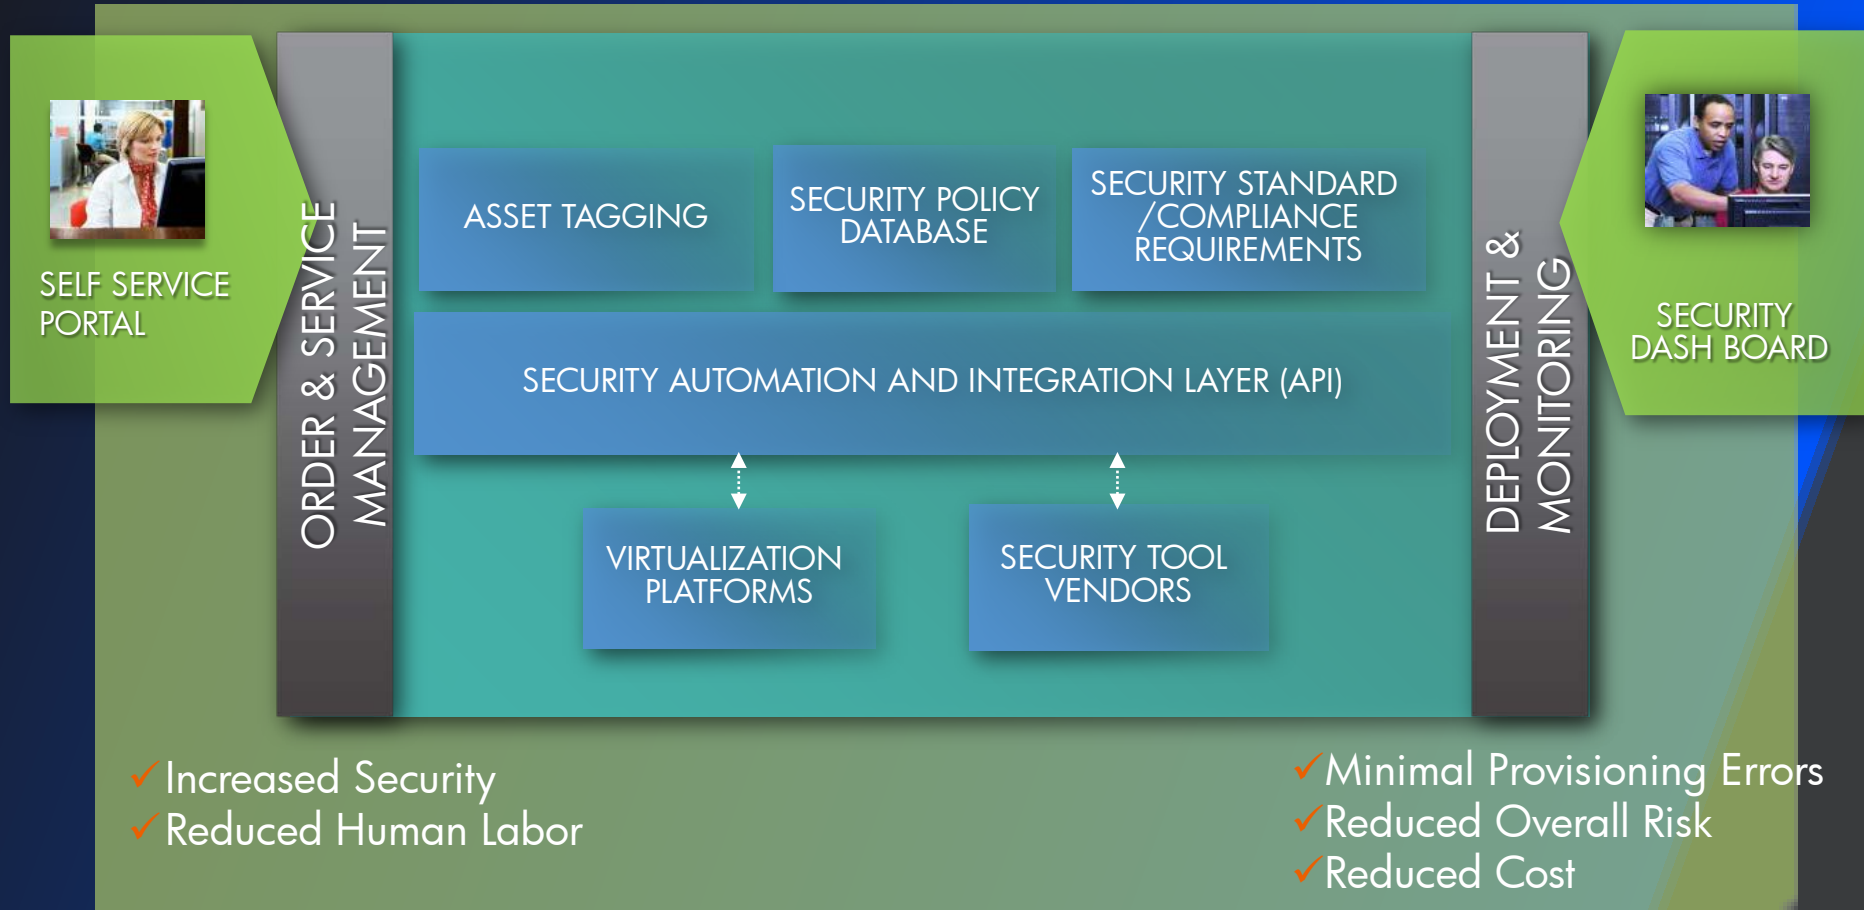 SELF SERVICE
PORTAL
ORDER & SERVICE
MANAGEMENT
ASSET TAGGING
SECURITY POLICY
DATABASE
SECURITY STANDARD
/COMPLIANCE
REQUIREMENTS
SECURITY AUTOMATION AND INTEGRATION LAYER (API)
VIRTUALIZATION
PLATFORMS
SECURITY TOOL
VENDORS
DEPLOYMENT &
MONITORING
SECURITY
DASH BOARD
✓Increased Security
✓Reduced Human Labor
✓Minimal Provisioning Errors
✓Reduced Overall Risk
✓Reduced Cost